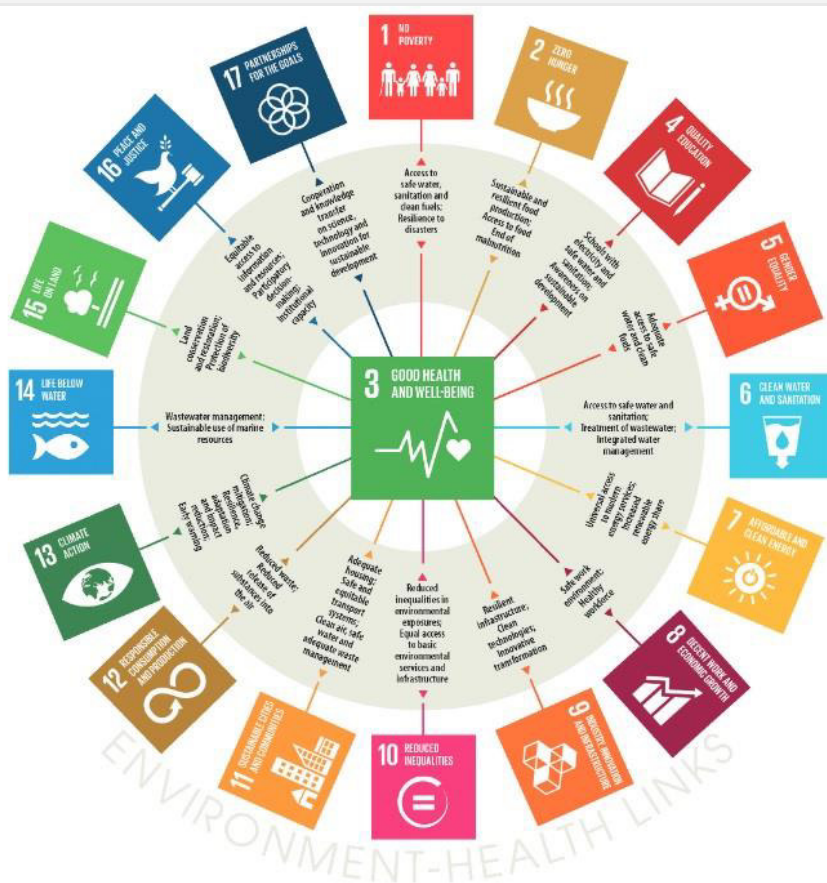 1 NO
POVERTY
Access to
safe water,
sanitation and
clean fuels;
Resilience to
disasters
2 ZERO
HUNGER
Sustainable and
resilient food
production;
Access to food
End of
malnutrition
4 QUALITY
EDUCATION
Schools with
electricity and
safe water and
sanitation;
Awareness on
sustainable
development
5 GENDER
EQUALITY
Adequate
access to safe
water and clean
fuels
6 CLEAN WATER
AND SANITATION
Access to safe water and
sanitation;
Treatment of wastewater;
Integrated water
management
7 AFFORDABLE AND
CLEAN ENERGY
Universal access
to modern
energy services;
Increased
renewable
energy share
8 DECENT WORK AND
ECONOMIC GROWTH
Safe work
environment;
Healthy
workforce
9 INDUSTRY, INNOVATION
AND INFRASTRUCTURE
Resilient
Infrastructure;
Clean
technologies;
Innovative
transformation
10 REDUCED
INEQUALITIES
Reduced
inequalities in
environmental
exposures;
Equal access
to basic
environmental
services and
infrastructure
11 SUSTAINABLE CITIES
AND COMMUNITIES
Adequate
housing;
Safe and
equitable
transport
systems;
Clean air, safe
water and
adequate waste
management
12 RESPONSIBLE
CONSUMPTION
AND PRODUCTION
Reduced waste;
Reduced
release of
substances into
the air
13 CLIMATE
ACTION
Climate change
mitigation;
Resilience,
adaptation
and impact
reduction;
Early warning
14 LIFE BELOW
WATER
Wastewater management;
Sustainable use of marine
resources
15 LIFE
ON LAND
Land
conservation
and restoration;
Protection of
biodiversity
16 PEACE AND
JUSTICE
Equitable
access to
information
and resources;
Participatory
decision-
making;
Institutional
capacity
17 PARTNERSHIPS
FOR THE GOALS
Cooperation
and knowledge
transfer
on science,
technology and
Innovation for
sustainable
development
3 GOOD HEALTH
AND WELL-BEING
ENVIRONMENT-HEALTH LINKS